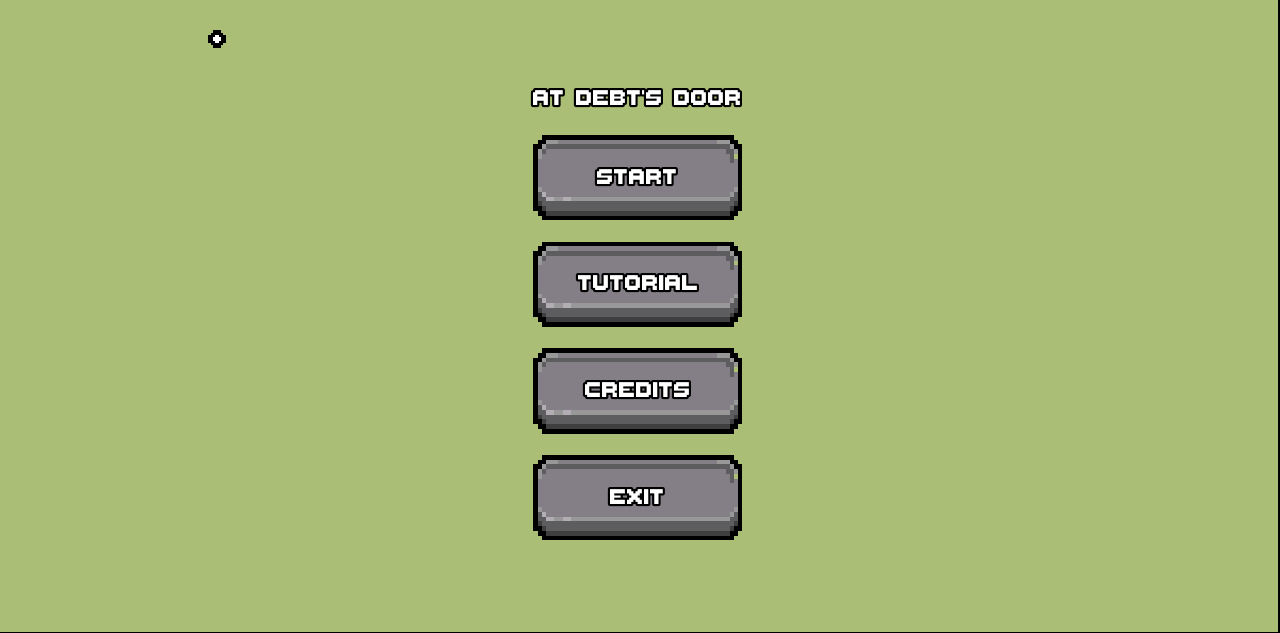 AT DEBT'S DOOR
START
TUTORIAL
CREDITS
EXIT